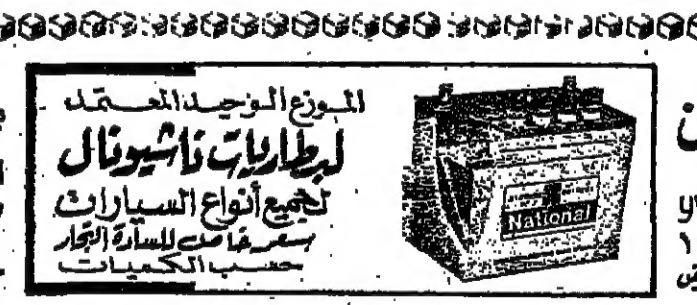 الموزع الوحيد المعتمد
لبطاريات ناشيونال
لجميع أنواع السيارات
بسعر خاص للسادة التجار
حسب الكميات
National